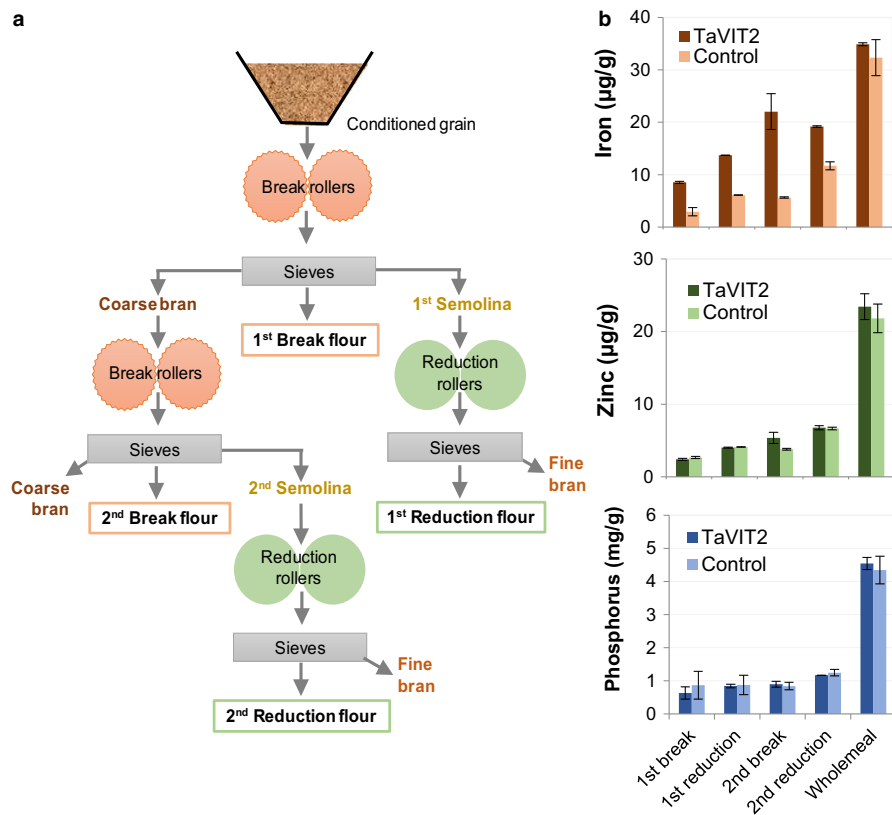 a
Conditioned grain
Break rollers
Sieves
Coarse bran
1st Semolina
1st Break flour
Break rollers
Reduction
rollers
Sieves
Sieves
Coarse
bran
2nd Semolina
Fine
bran
2nd Break flour
1st Reduction flour
Reduction
rollers
Sieves
Fine
bran
2nd Reduction flour
b
TaVIT2
Control
Iron (µg/g)
40
30
20
10
0
TaVIT2
Control
Zinc (µg/g)
30
20
10
0
TaVIT2
Control
Phosphorus (mg/g)
6
5
4
3
2
1
0
1st break
1st reduction
2nd break
2nd reduction
Wholemeal